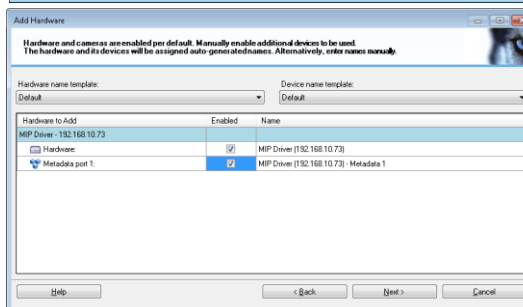 Add Hardware
Hardware and cameras are enabled per default. Manually enable additional devices to be used.
The hardware and its devices will be assigned auto-generated names. Alternatively, enter names manually.
Hardware name template:
Device name template:
Default
Default
Hardware to Add Enabled Name
MIP Driver - 192.168.10.73
Hardware: MIP Driver (192.168.10.73)
Metadata port 1: MIP Driver (192.168.10.73) - Metadata 1
Help < Back Next > Cancel